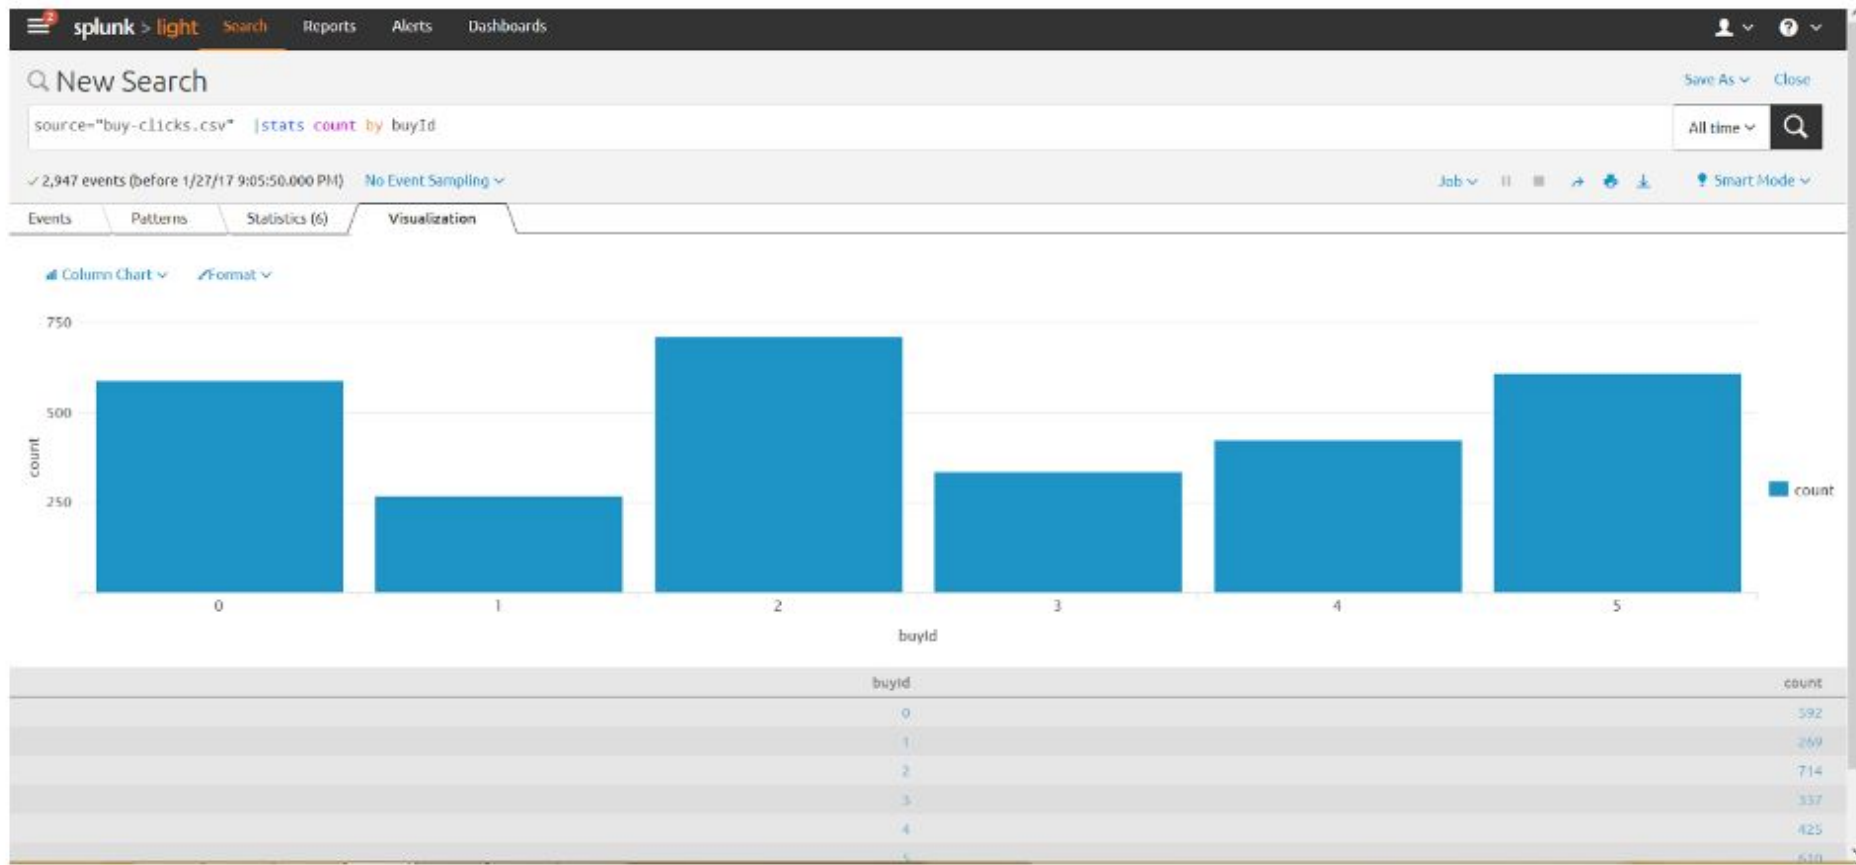 2
splunk > light Search Reports Alerts Dashboards
New Search
Save As Close
source="buy-clicks.csv" |stats count by buyId
All time
2,947 events (before 1/27/17 9:05:50.000 PM) No Event Sampling
Job Smart Mode
Events Patterns Statistics (6) Visualization
Column Chart Format
750
500
250
count
0 1 2 3 4 5
buyId
count
buyId count
0 592
1 269
2 714
3 337
4 425
5 610